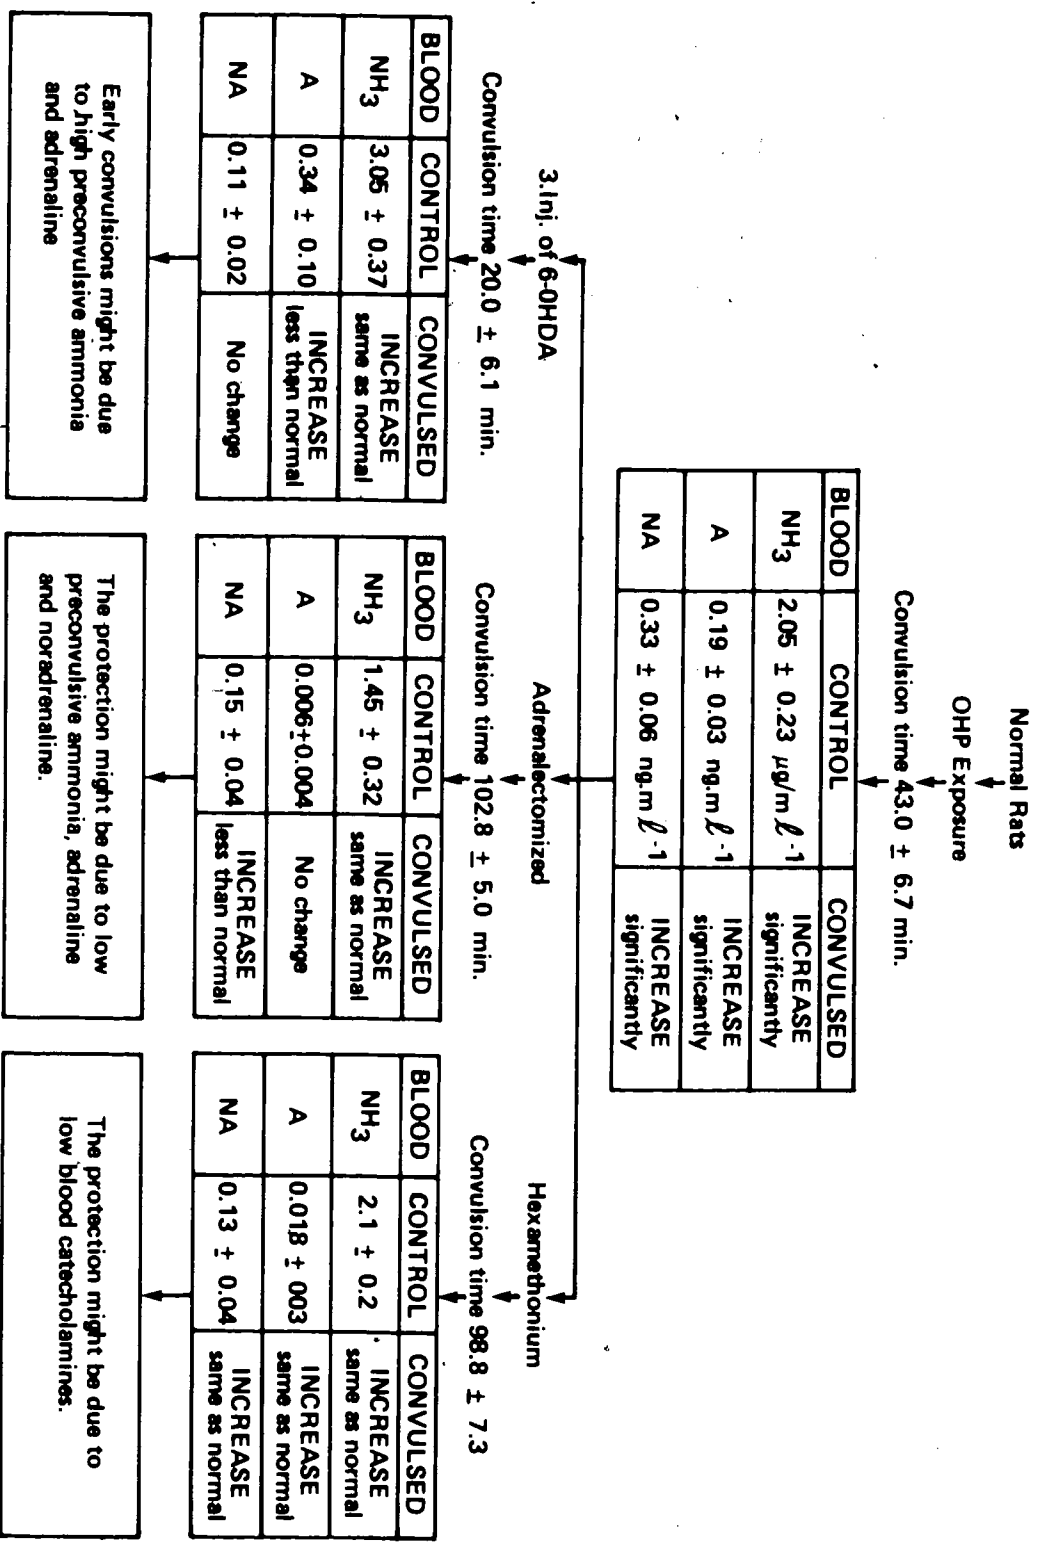 Normal Rats
OHP Exposure
Convulsion time 43.0 ± 6.7 min.
BLOOD CONTROL CONVULSED
NH3 2.05 ± 0.23 µg/mℓ-1 INCREASE
significantly
A 0.19 ± 0.03 ng.mℓ-1 INCREASE
significantly
NA 0.33 ± 0.06 ng.mℓ-1 INCREASE
significantly
3.Inj. of 6-OHDA
Convulsion time 20.0 ± 6.1 min.
BLOOD CONTROL CONVULSED
NH3 3.05 ± 0.37 INCREASE
same as normal
A 0.34 ± 0.10 INCREASE
less than normal
NA 0.11 ± 0.02 No change
Early convulsions might be due
to high preconvulsive ammonia
and adrenaline
Adrenalectomized
Convulsion time 102.8 ± 5.0 min.
BLOOD CONTROL CONVULSED
NH3 1.45 ± 0.32 INCREASE
same as normal
A 0.006±0.004 No change
NA 0.15 ± 0.04 INCREASE
less than normal
The protection might be due to low
preconvulsive ammonia, adrenaline
and noradrenaline.
Hexamethonium
Convulsion time 98.8 ± 7.3
BLOOD CONTROL CONVULSED
NH3 2.1 ± 0.2 INCREASE
same as normal
A 0.018 ± 003 INCREASE
same as normal
NA 0.13 ± 0.04 INCREASE
same as normal
The protection might be due to
low blood catecholamines.